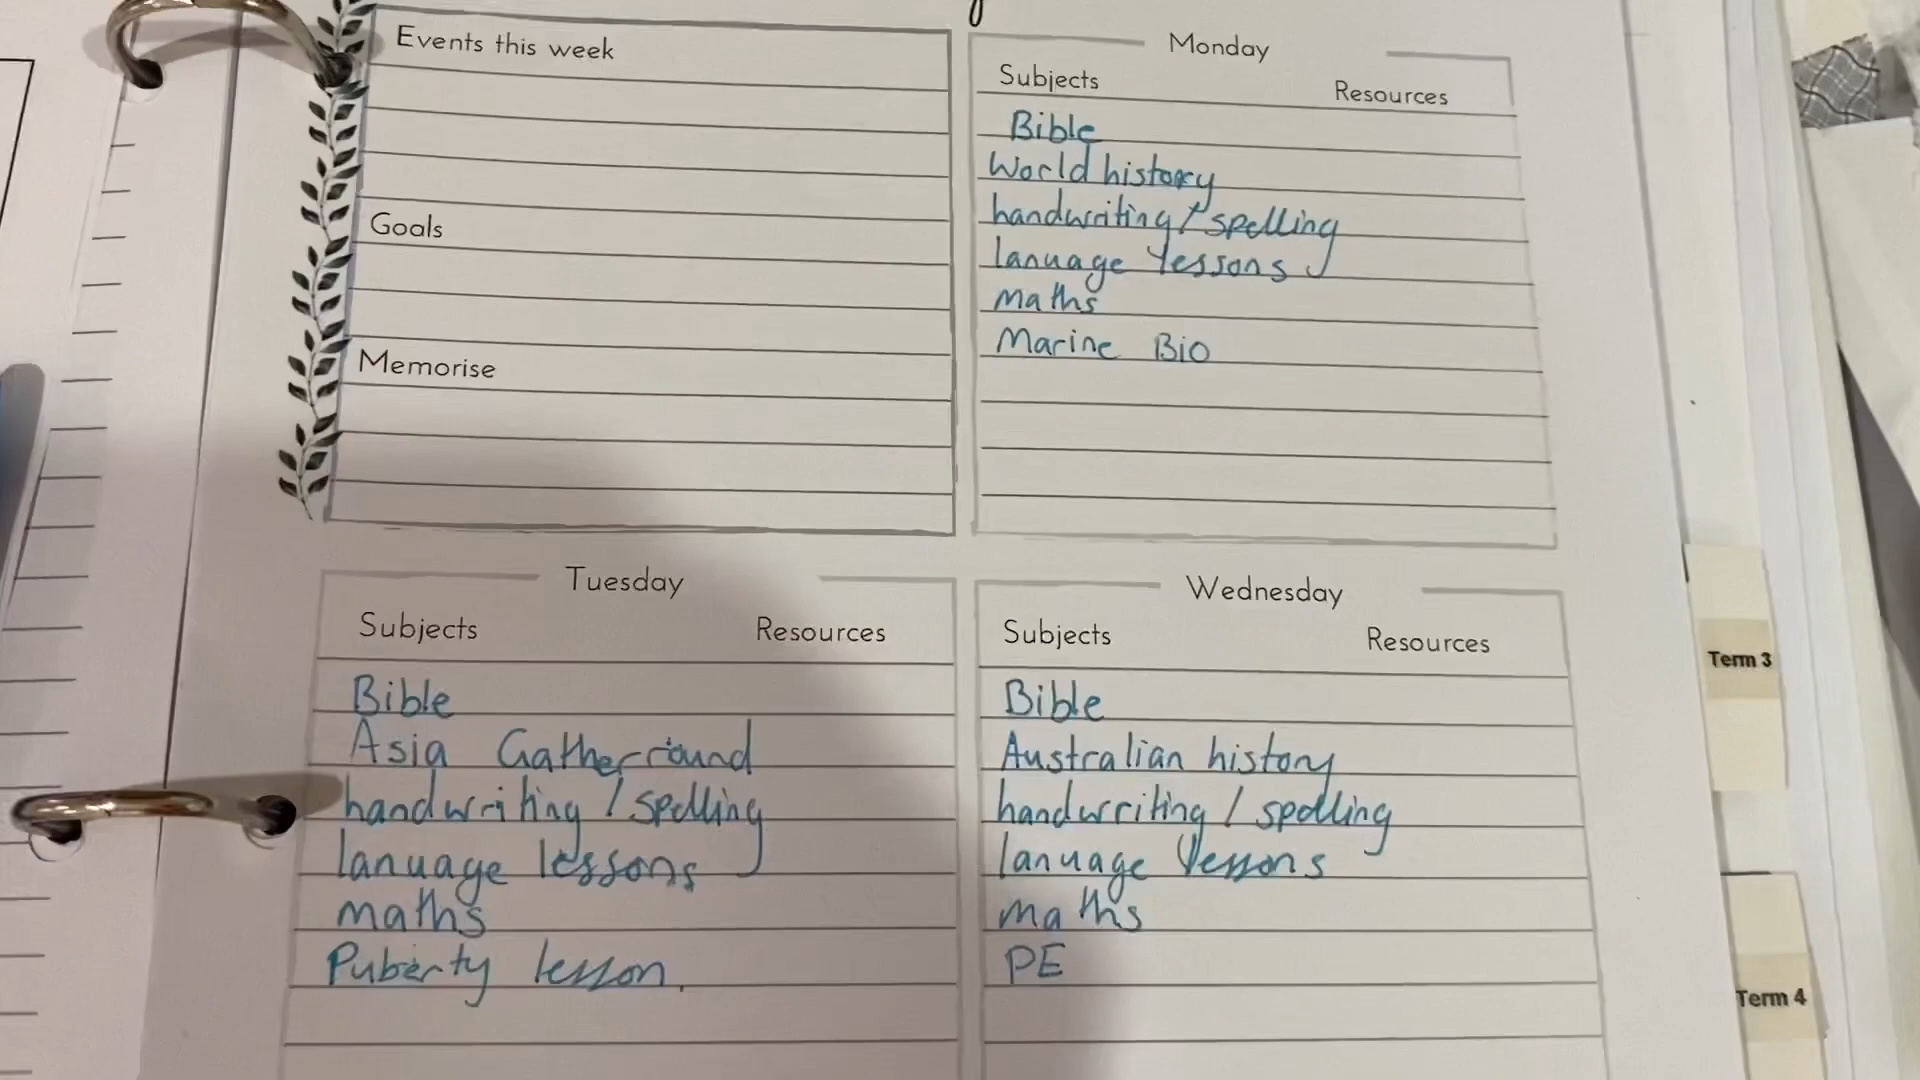 Events this week
Goals
Memorise
Monday
Subjects Resources
Bible
World history
handwriting / spelling
lanuage lessons
maths
Marine Bio
Tuesday
Subjects Resources
Bible
Asia Gatherround
handwriting / spelling
lanuage lessons
maths
Puberty lesson.
Wednesday
Subjects Resources
Bible
Australian history
handwriting / spelling
lanuage lessons
maths
PE
Term 3
Term 4